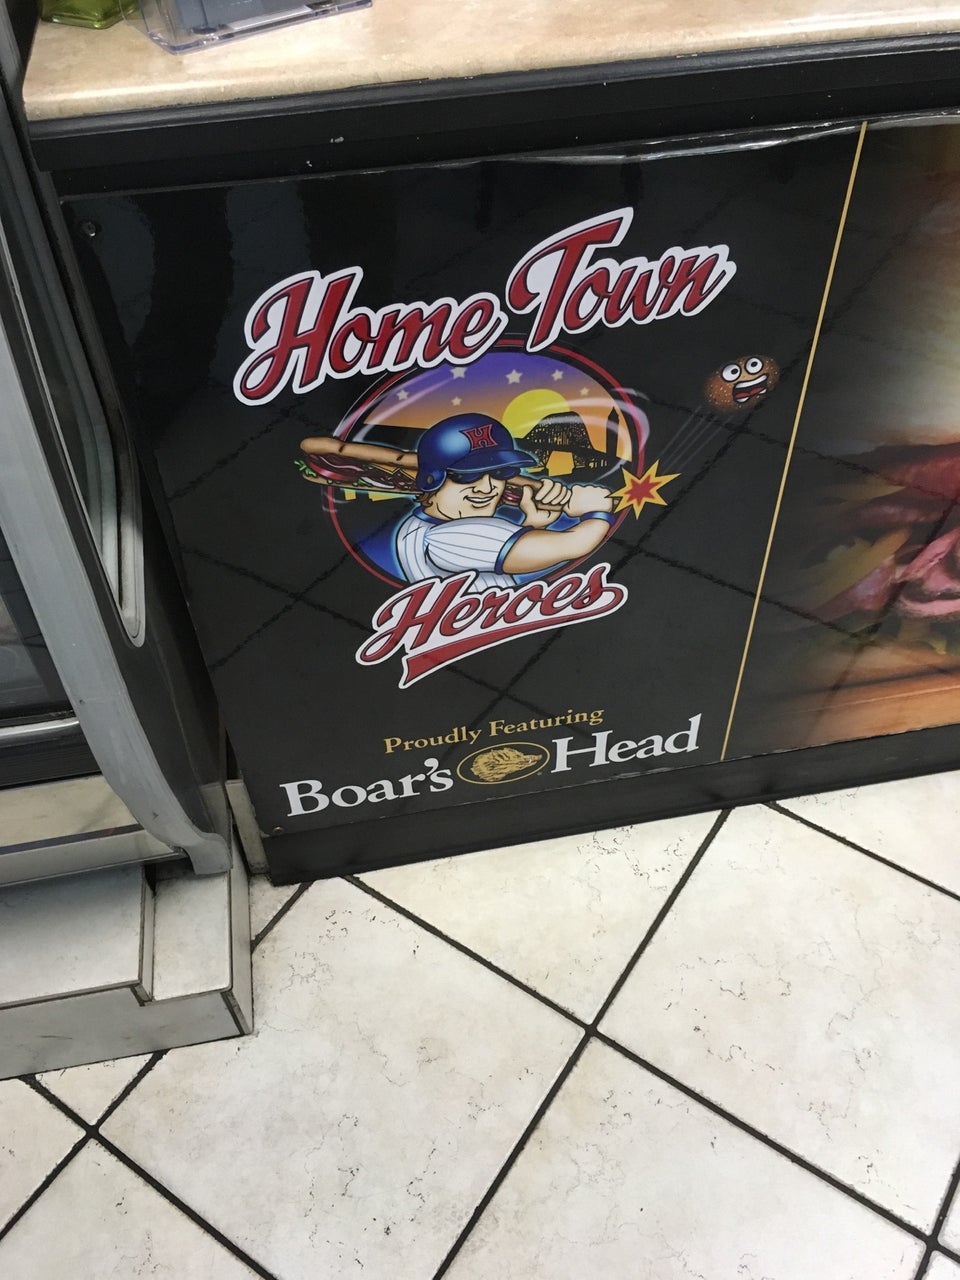 Home Town
H
Heroes
Proudly Featuring
Boar's Head